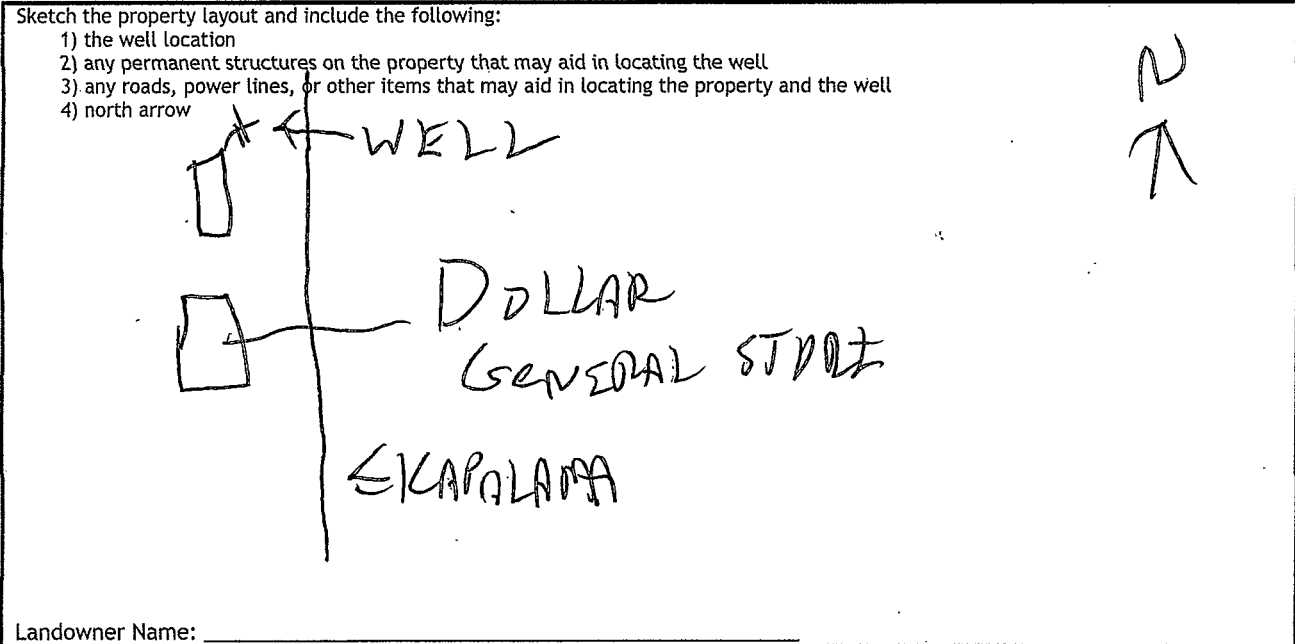 Sketch the property layout and include the following:
1) the well location
2) any permanent structures on the property that may aid in locating the well
3) any roads, power lines, or other items that may aid in locating the property and the well
4) north arrow
N
WELL
DOLLAR
GENERAL STORE
Landowner Name: